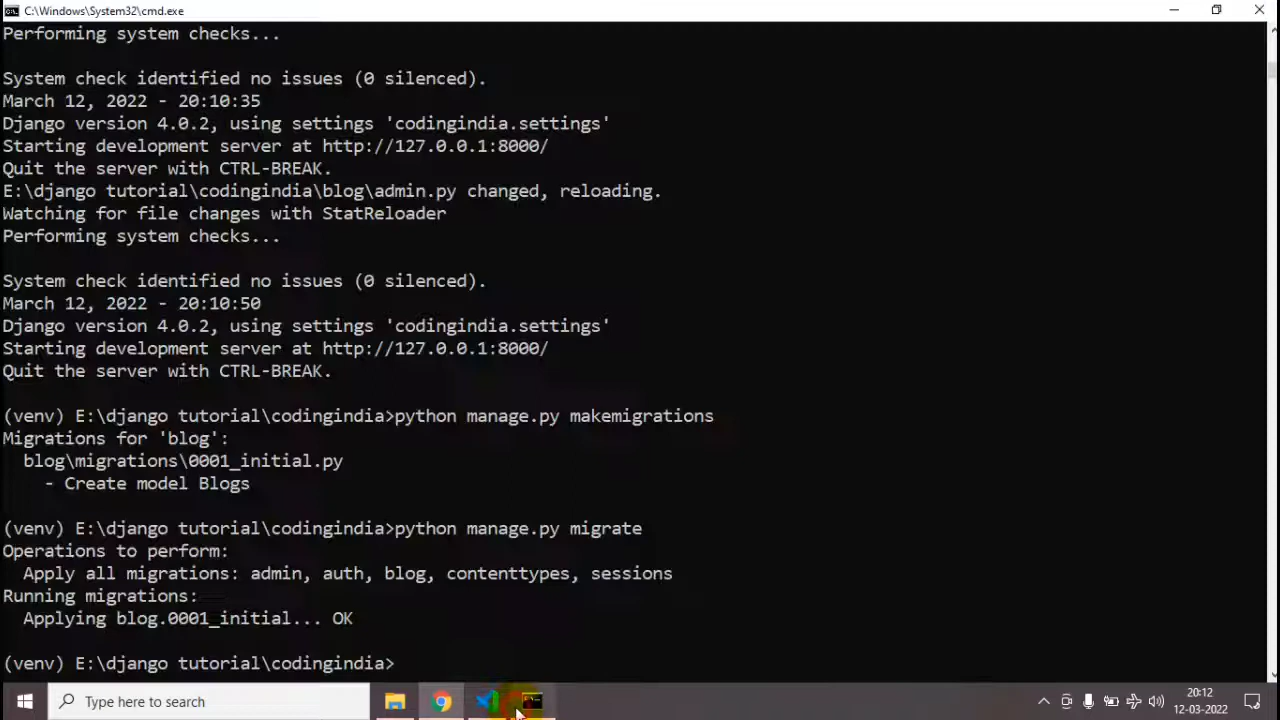 C:\Windows\System32\cmd.exe
Performing system checks...
System check identified no issues (0 silenced).
March 12, 2022 - 20:10:35
Django version 4.0.2, using settings 'codingindia.settings'
Starting development server at http://127.0.0.1:8000/
Quit the server with CTRL-BREAK.
E:\django tutorial\codingindia\blog\admin.py changed, reloading.
Watching for file changes with StatReloader
Performing system checks...
System check identified no issues (0 silenced).
March 12, 2022 - 20:10:50
Django version 4.0.2, using settings 'codingindia.settings'
Starting development server at http://127.0.0.1:8000/
Quit the server with CTRL-BREAK.
(venv) E:\django tutorial\codingindia>python manage.py makemigrations
Migrations for 'blog':
  blog\migrations\0001_initial.py
    - Create model Blogs
(venv) E:\django tutorial\codingindia>python manage.py migrate
Operations to perform:
  Apply all migrations: admin, auth, blog, contenttypes, sessions
Running migrations:
  Applying blog.0001_initial... OK
(venv) E:\django tutorial\codingindia>
Type here to search
20:12
12-03-2022